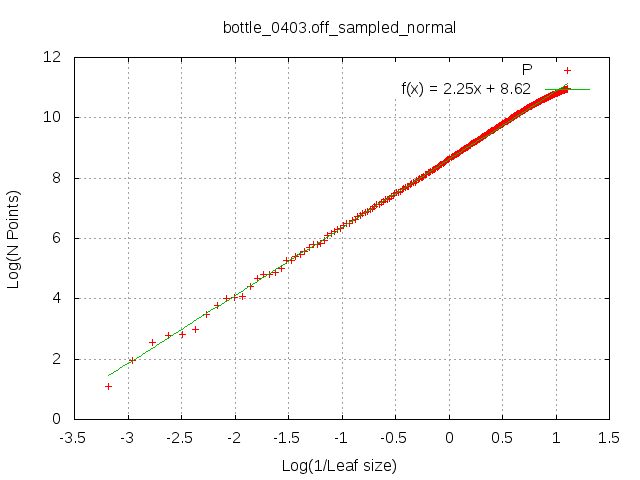 bottle_0403.off_sampled_normal
12
10
8
6
4
2
0
Log(N Points)
P
f(x) = 2.25x + 8.62
-3.5 -3 -2.5 -2 -1.5 -1 -0.5 0 0.5 1 1.5
Log(1/Leaf size)